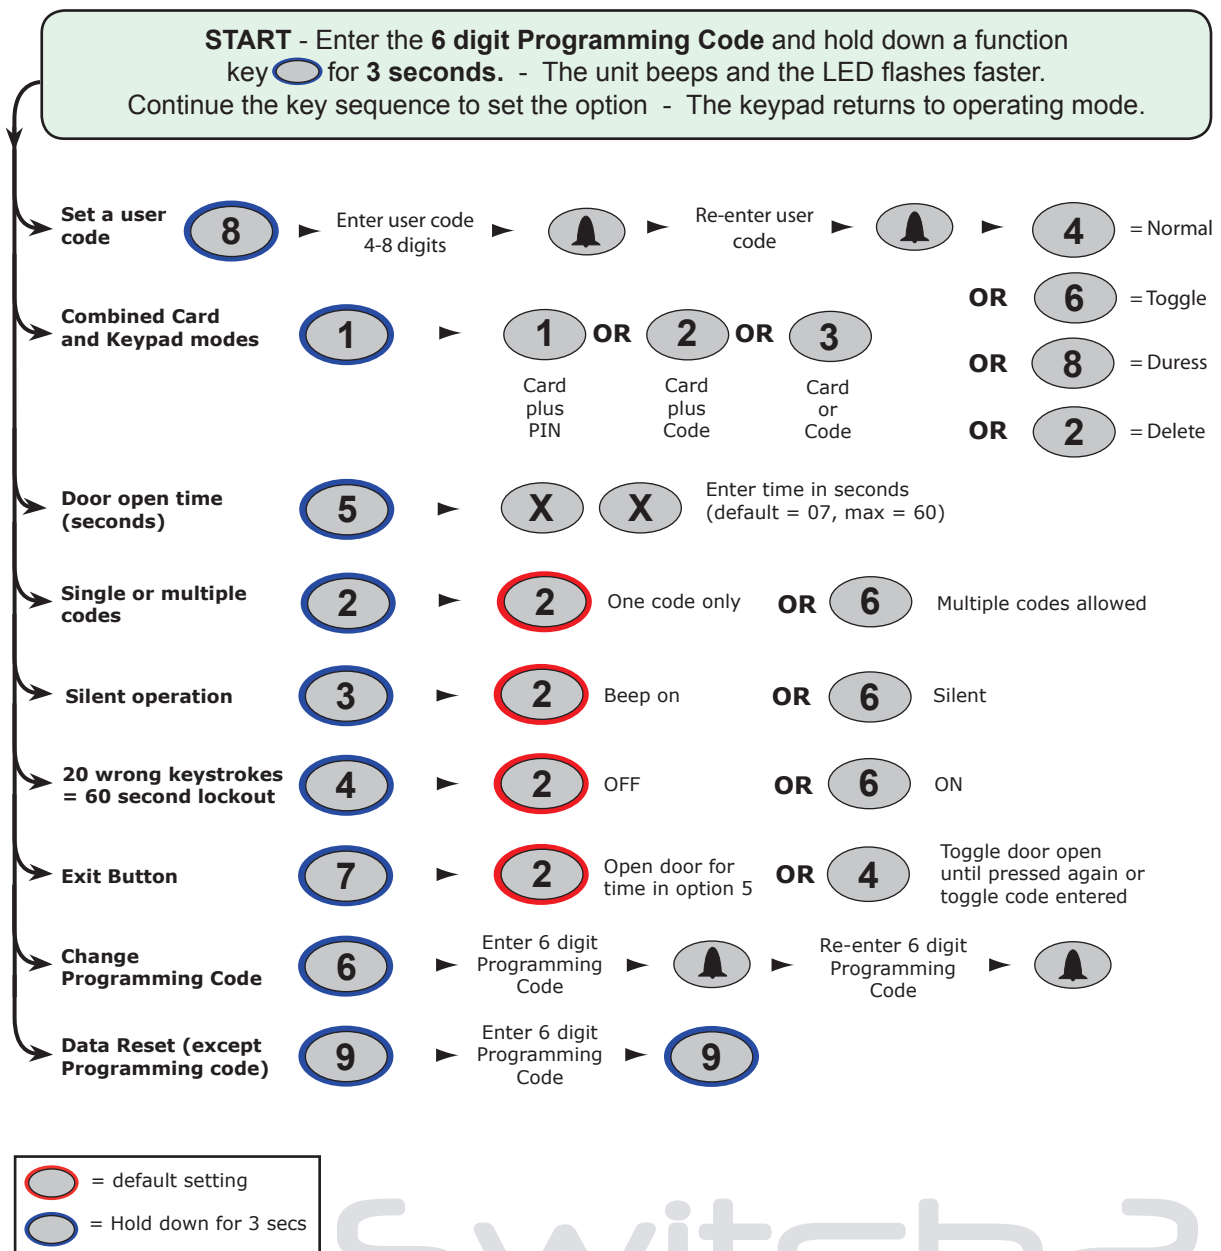 START - Enter the 6 digit Programming Code and hold down a function
key for 3 seconds. - The unit beeps and the LED flashes faster.
Continue the key sequence to set the option - The keypad returns to operating mode.
Set a user
code
8
Enter user code
4-8 digits
Re-enter user
code
4
= Normal
OR
6
= Toggle
OR
8
= Duress
OR
2
= Delete
Combined Card
and Keypad modes
1
1
OR
2
OR
3
Card
plus
PIN
Card
plus
Code
Card
or
Code
Door open time
(seconds)
5
X
X
Enter time in seconds
(default = 07, max = 60)
Single or multiple
codes
2
2
One code only
OR
6
Multiple codes allowed
Silent operation
3
2
Beep on
OR
6
Silent
20 wrong keystrokes
= 60 second lockout
4
2
OFF
OR
6
ON
Exit Button
7
2
Open door for
time in option 5
OR
4
Toggle door open
until pressed again or
toggle code entered
Change
Programming Code
6
Enter 6 digit
Programming
Code
Re-enter 6 digit
Programming
Code
Data Reset (except
Programming code)
9
Enter 6 digit
Programming
Code
9
= default setting
= Hold down for 3 secs